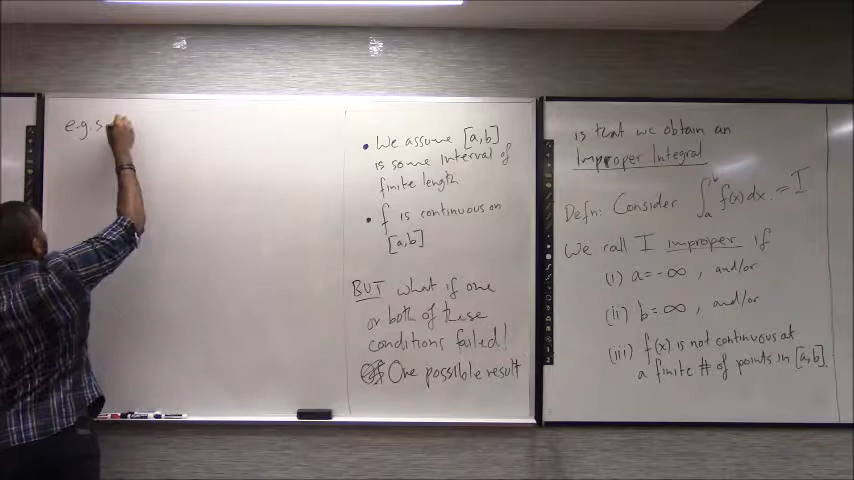 e.g. s
• We assume [a,b]
is some interval of
finite length
• f is continuous on
[a,b]
BUT what if one
or both of these
conditions failed!
One possible result
is that we obtain an
Improper Integral
Defn: Consider ∫_a^b f(x)dx = I
We call I improper if
(i) a = -∞, and/or
(ii) b = ∞, and/or
(iii) f(x) is not continuous at
a finite # of points in [a,b].